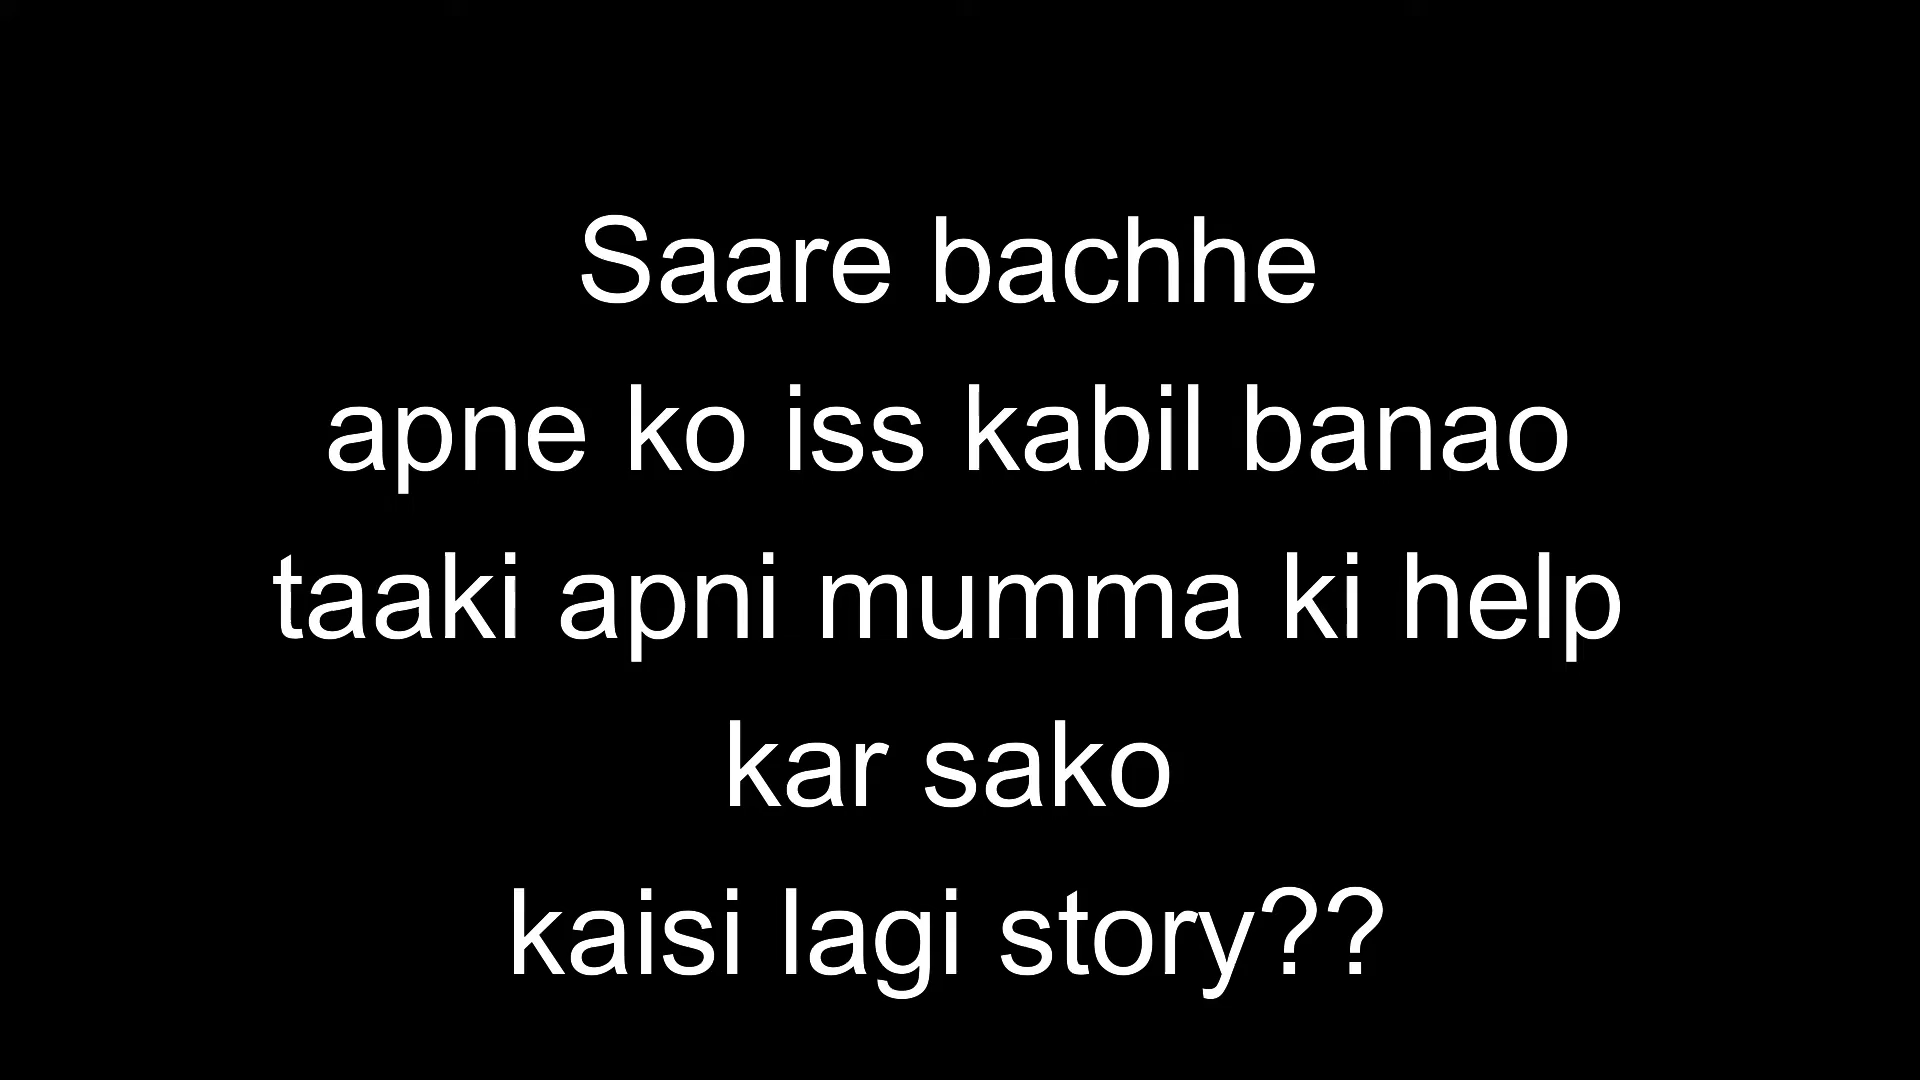 Saare bachhe
apne ko iss kabil banao
taaki apni mumma ki help
kar sako
kaisi lagi story??